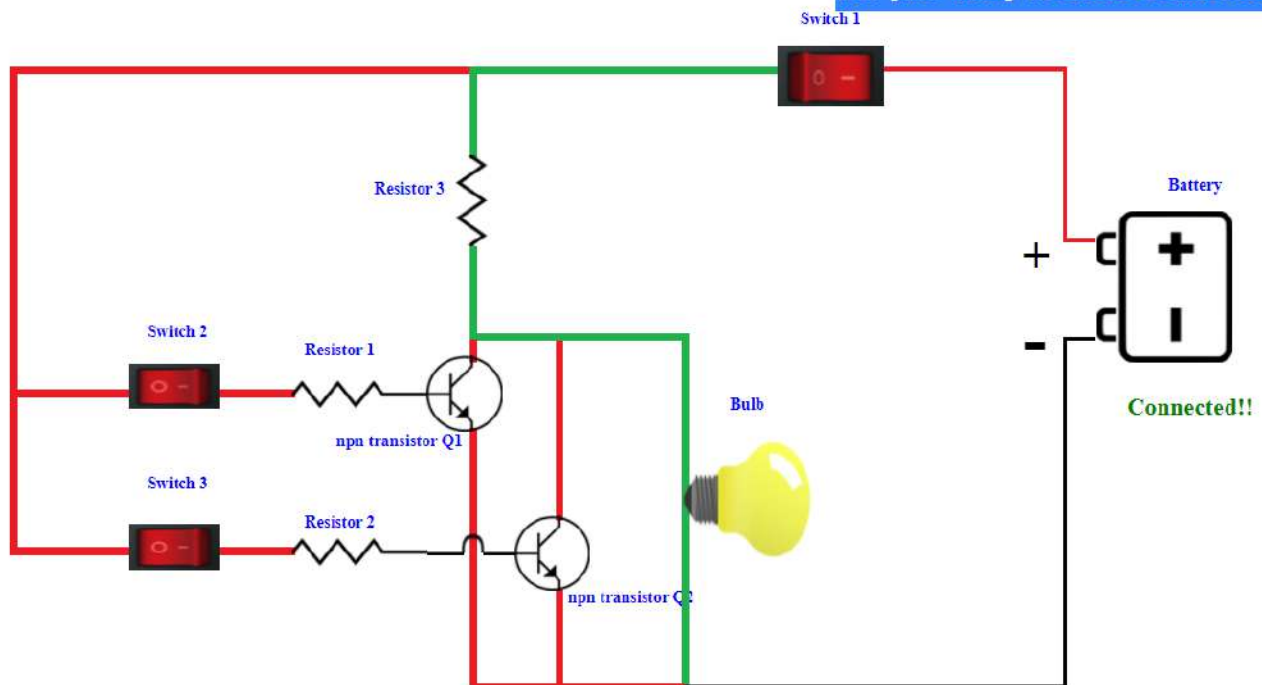 Switch 1
Resistor 3
Battery
+
-
Switch 2
Resistor 1
Bulb
Connected!!
npn transistor Q1
Switch 3
Resistor 2
npn transistor Q2